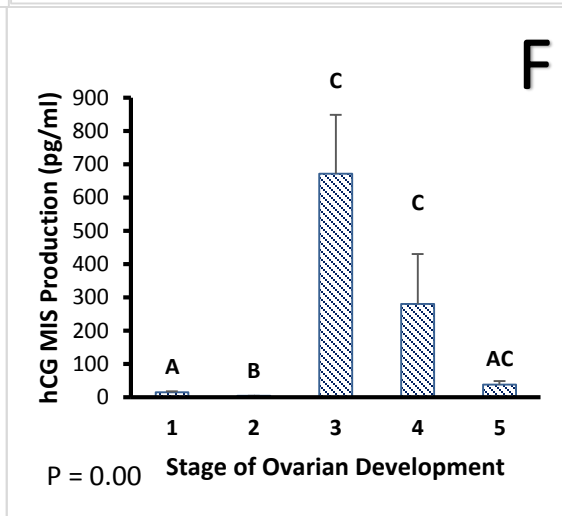 F
hCG MIS Production (pg/ml)
900
800
700
600
500
400
300
200
100
0
C
C
A
B
AC
1 2 3 4 5
Stage of Ovarian Development
P = 0.00